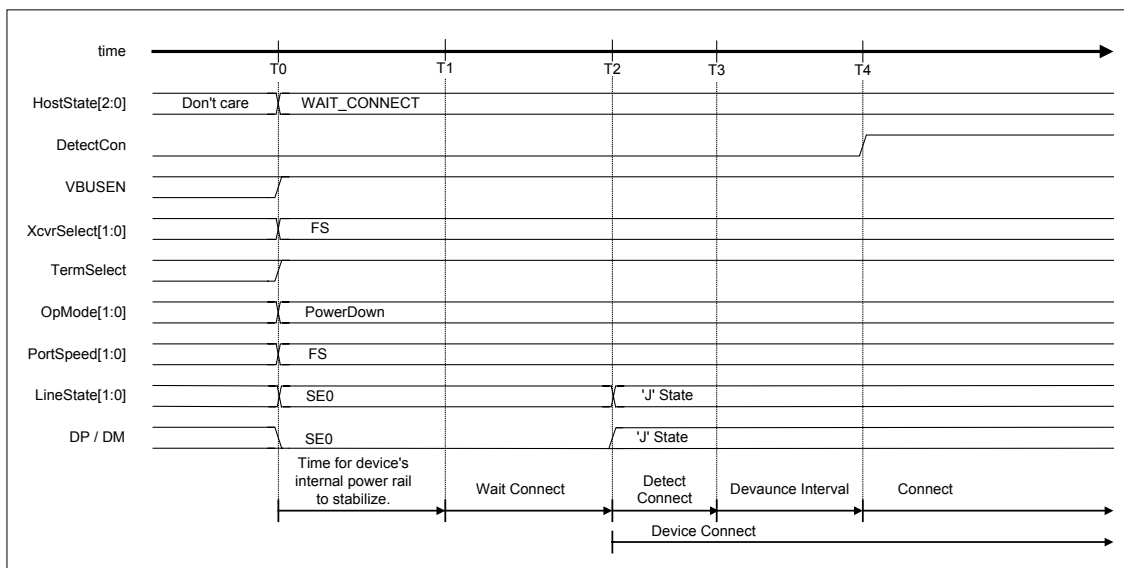 time
T0
T1
T2
T3
T4
HostState[2:0]
Don't care
WAIT_CONNECT
DetectCon
VBUSEN
XcvrSelect[1:0]
FS
TermSelect
OpMode[1:0]
PowerDown
PortSpeed[1:0]
FS
LineState[1:0]
SE0
'J' State
DP / DM
SE0
'J' State
Time for device's
internal power rail
to stabilize.
Wait Connect
Detect
Connect
Devaunce Interval
Connect
Device Connect